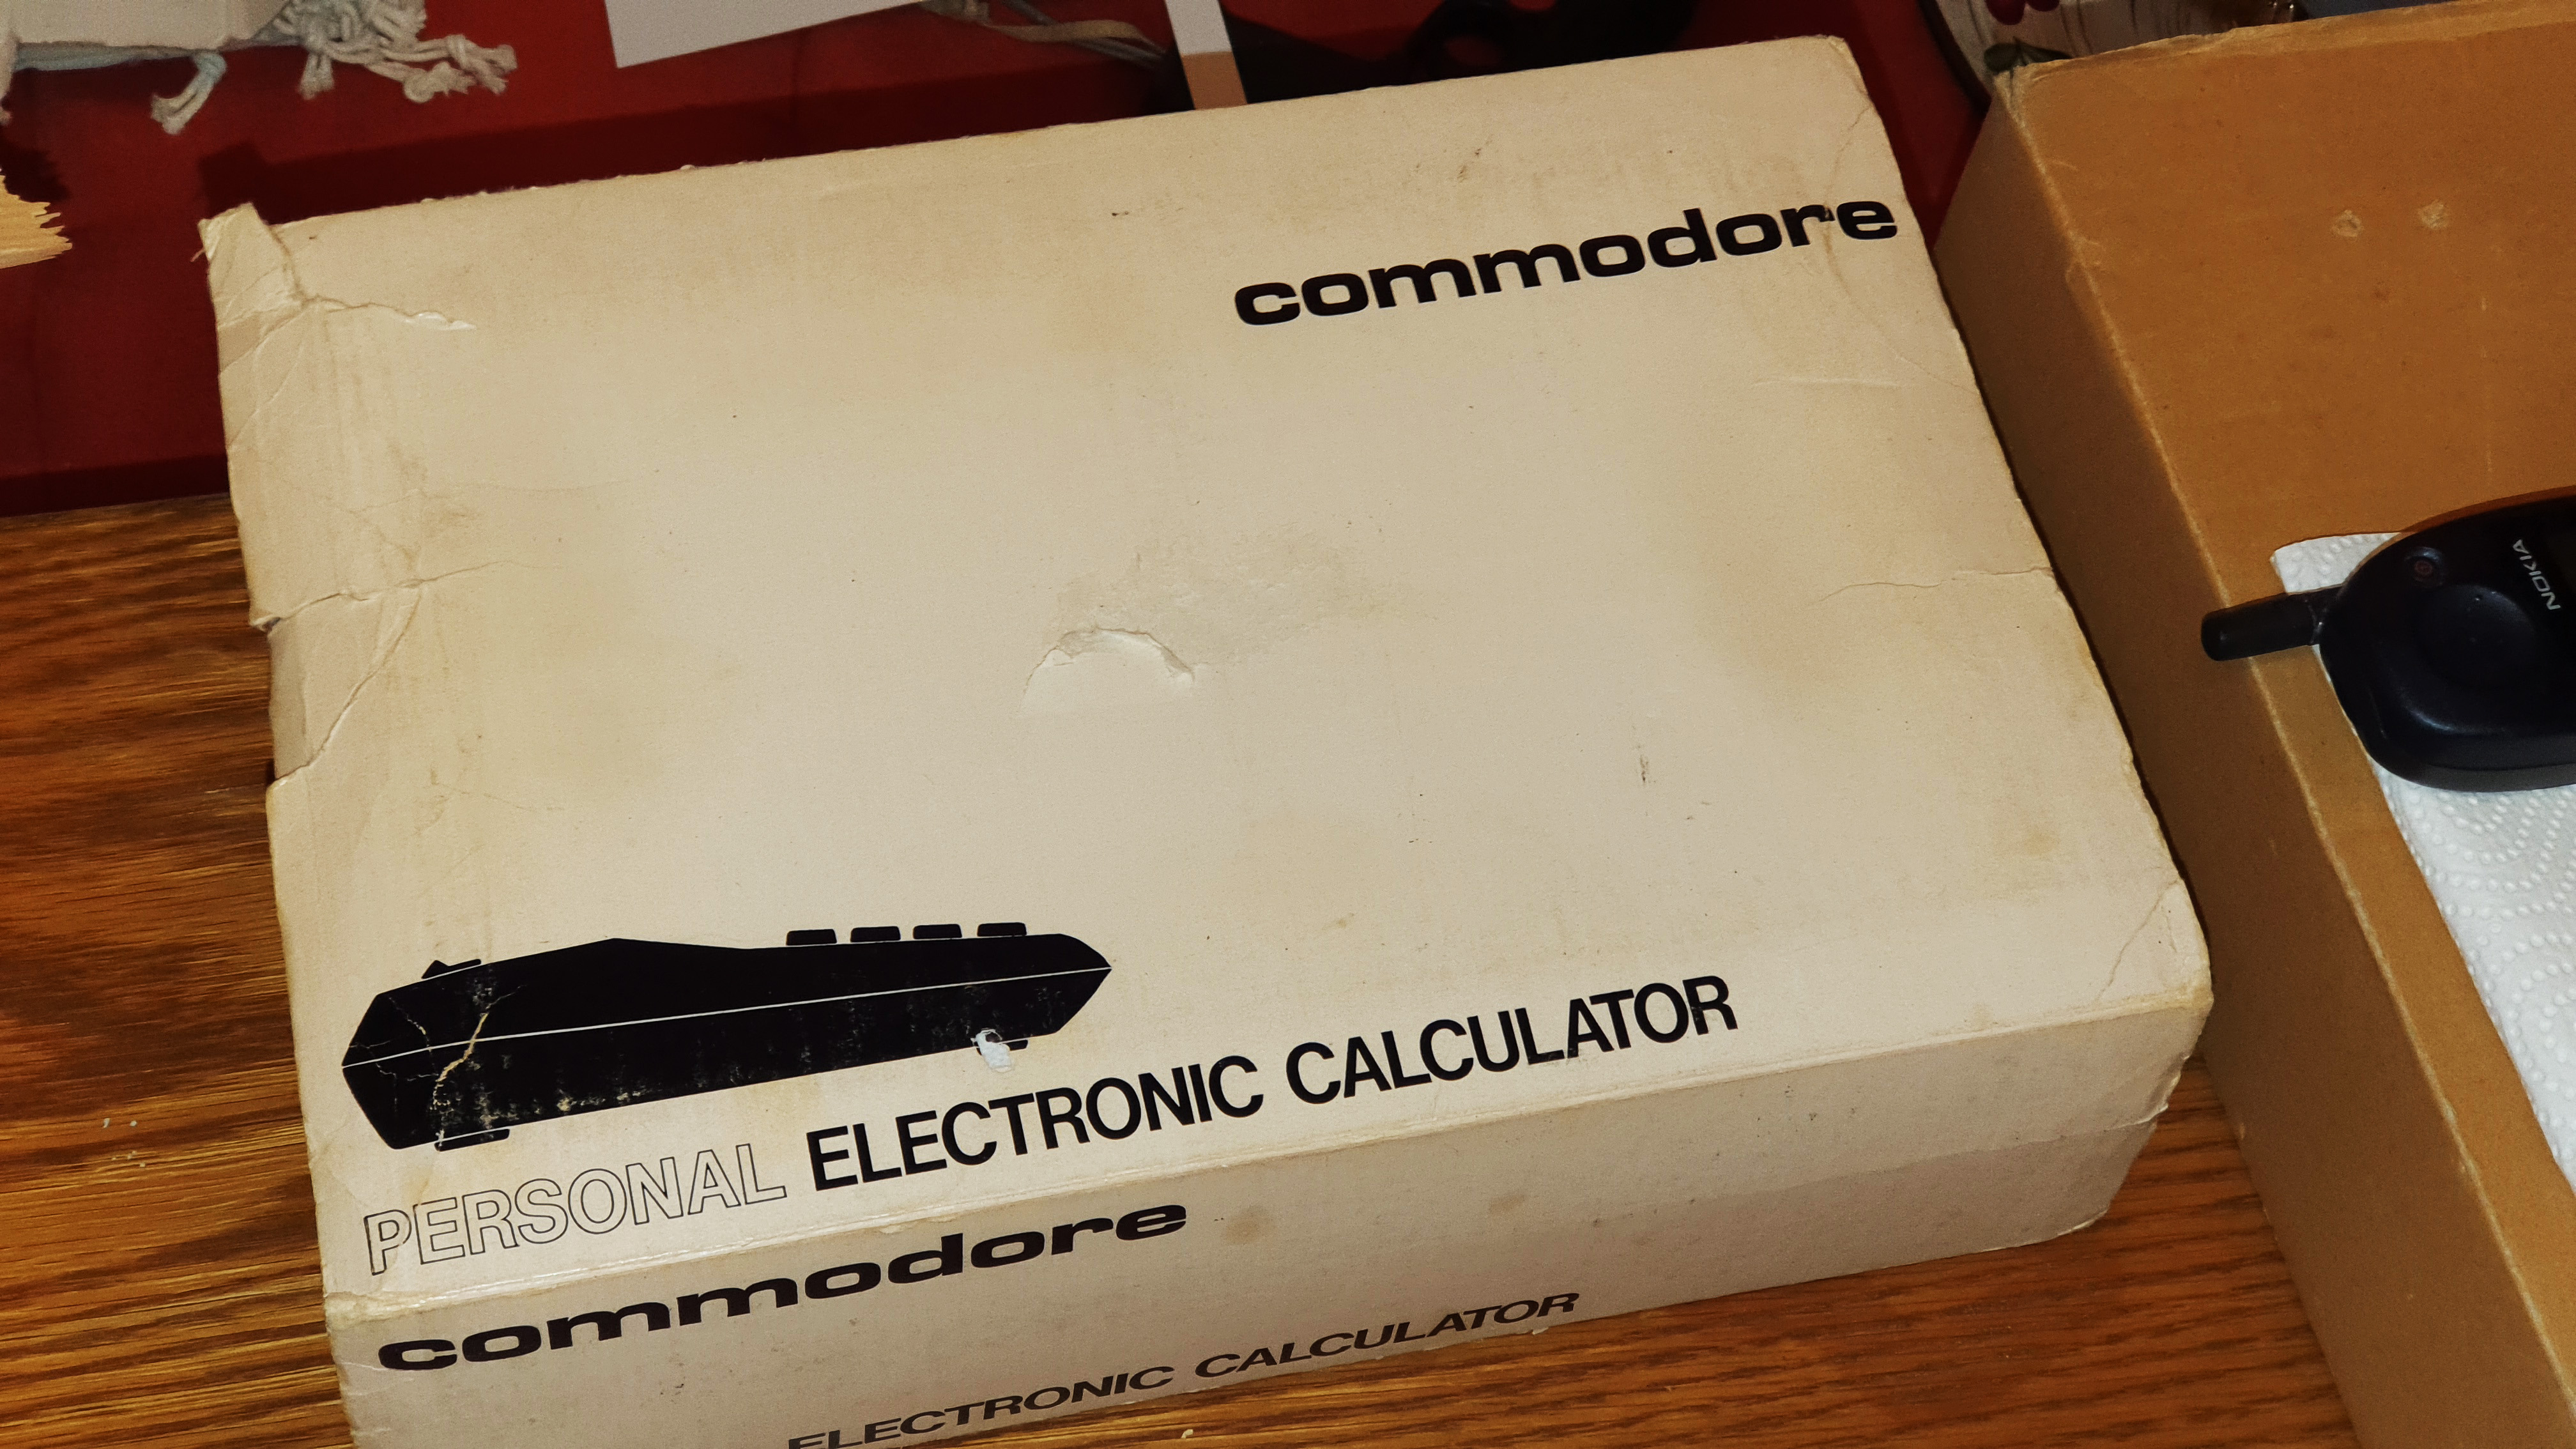 commodore
PERSONAL ELECTRONIC CALCULATOR
commodore
ELECTRONIC CALCULATOR
NOKIA